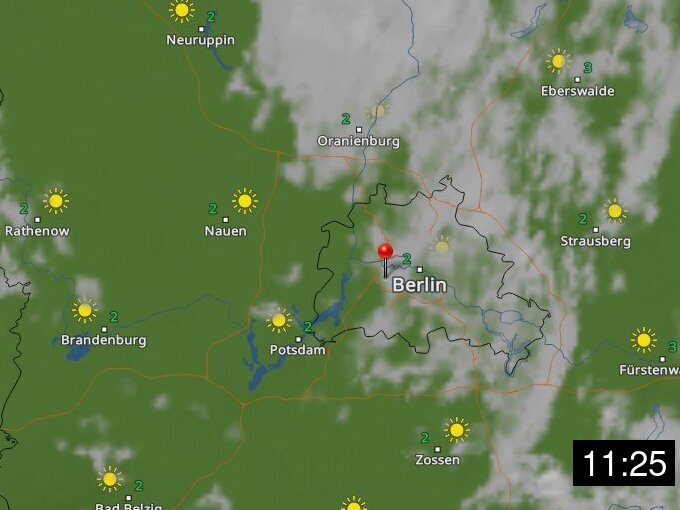 2
Neuruppin
3
Eberswalde
2
Oranienburg
2
Rathenow
2
Nauen
2
Strausberg
2
Berlin
2
Brandenburg
2
Potsdam
3
Fürstenwa
2
Zossen
11:25
2
Bad Belzig